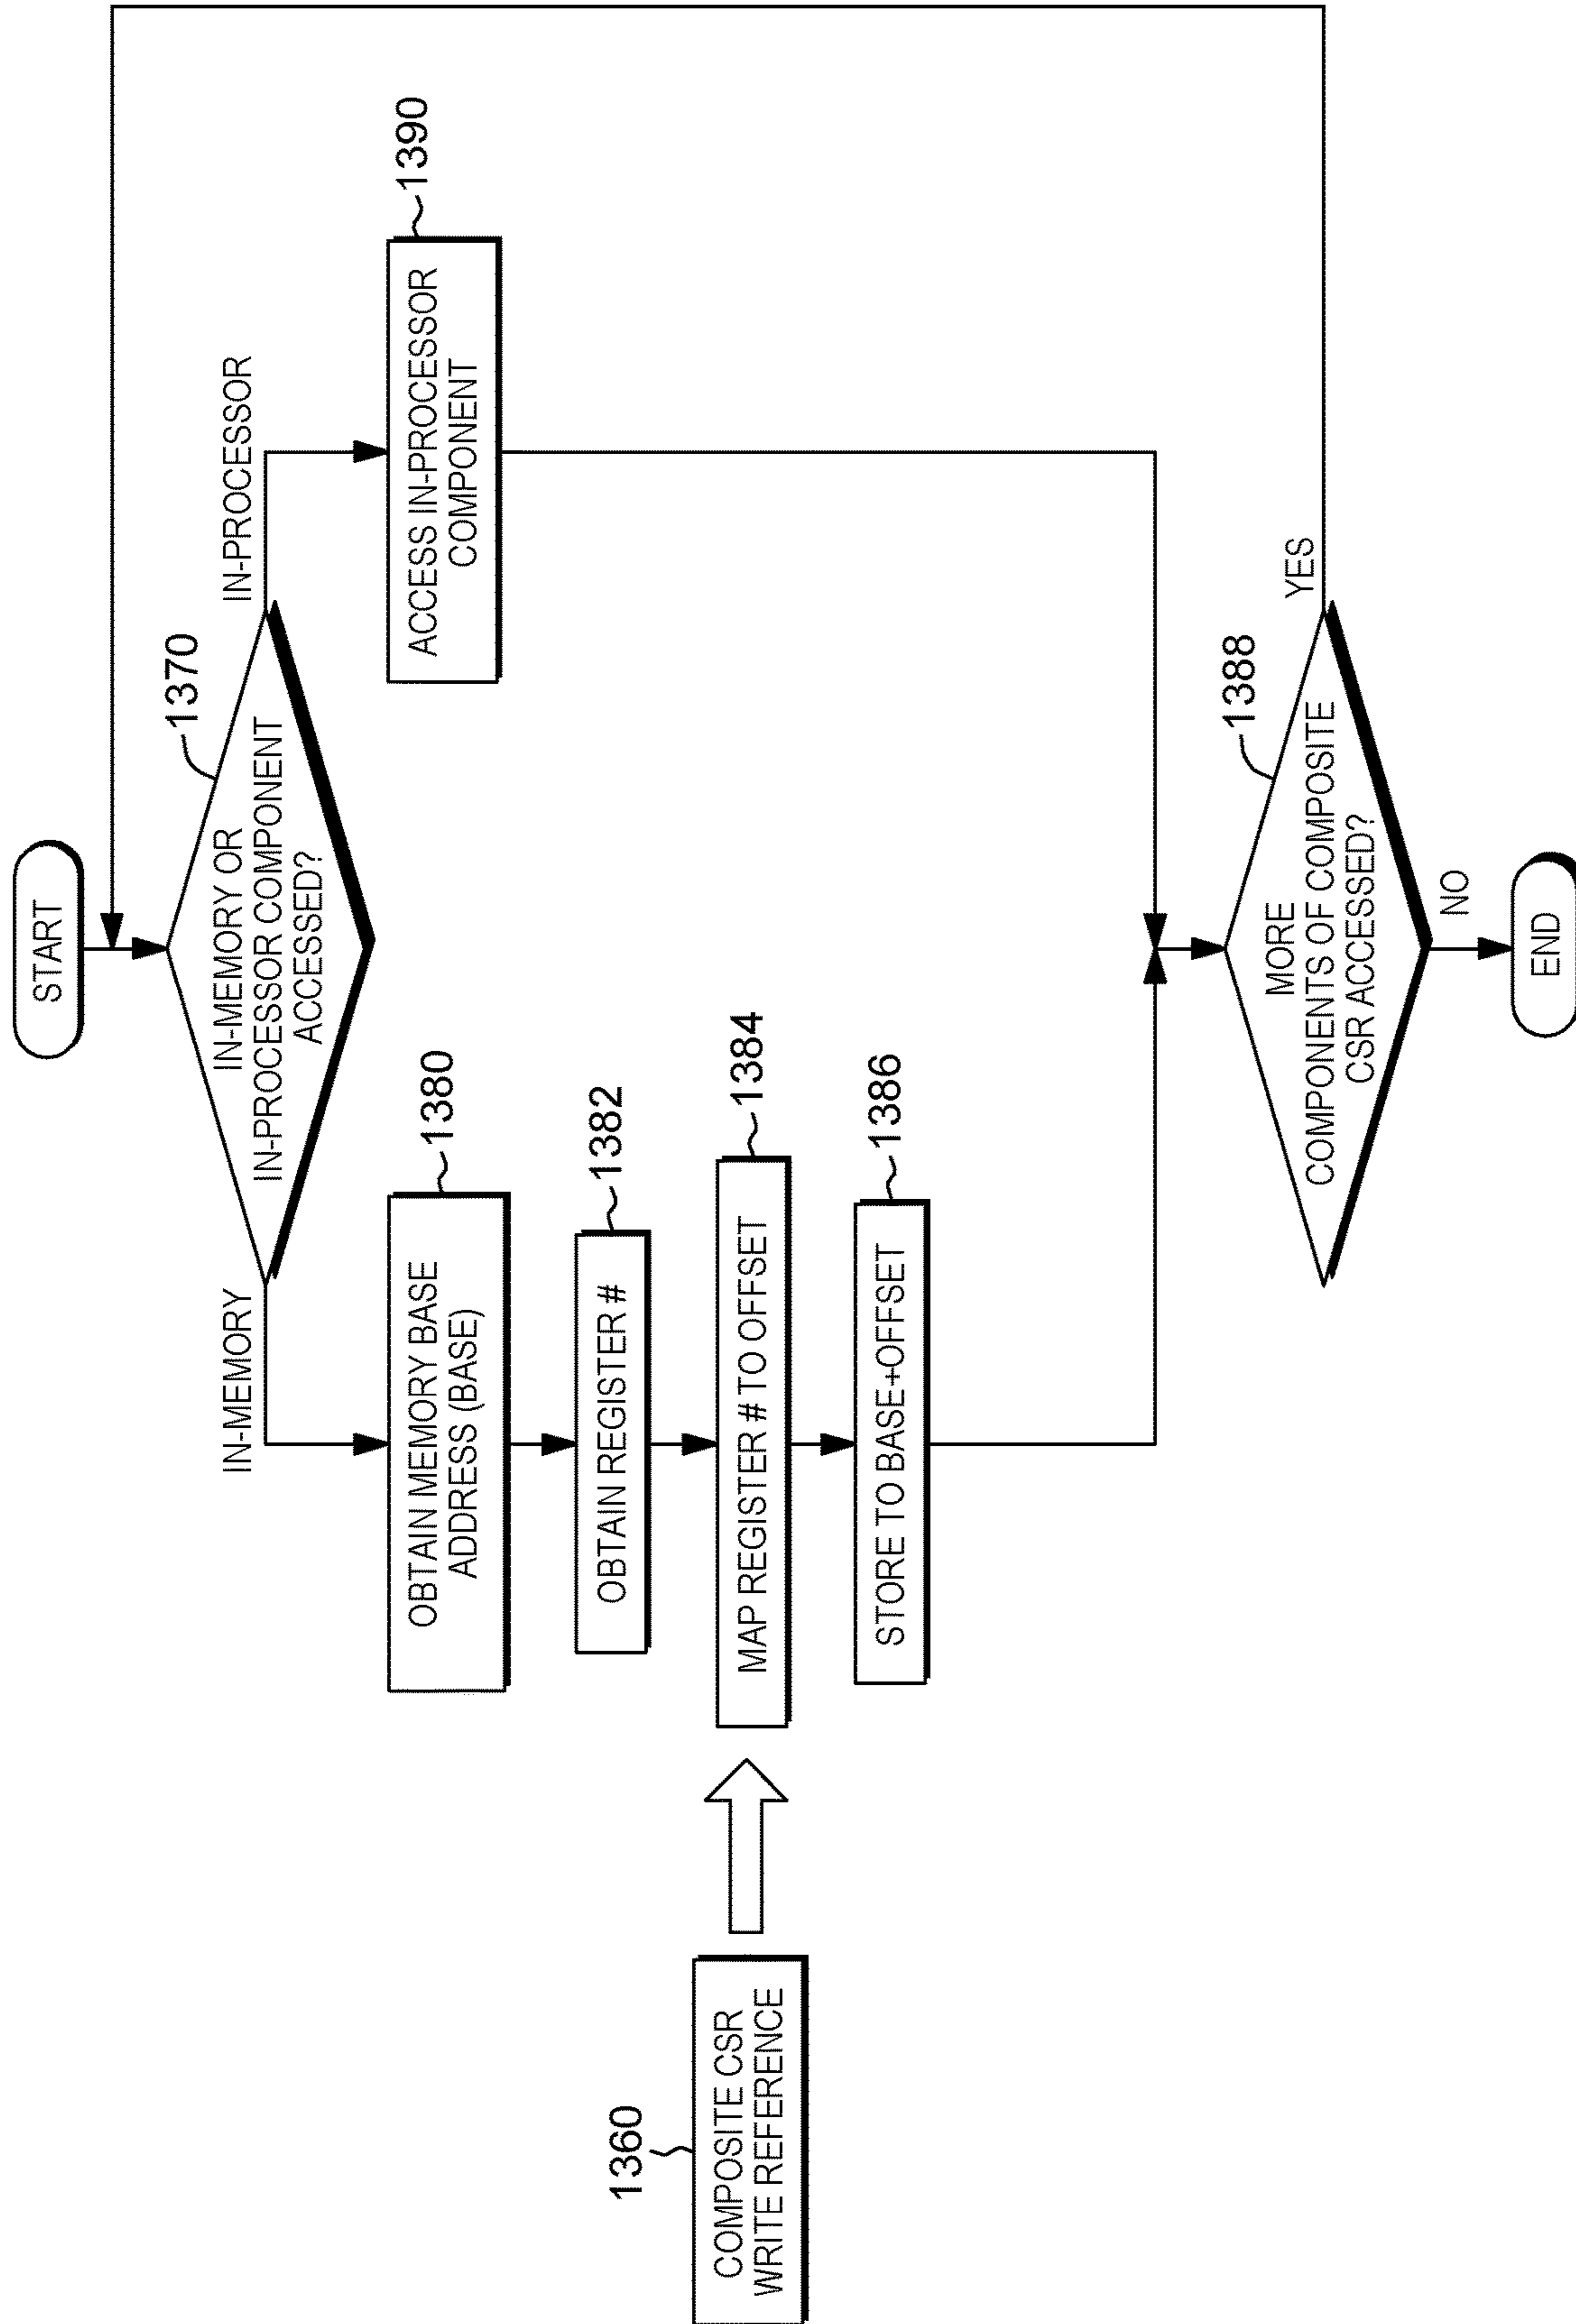 1360
COMPOSITE CSR
WRITE REFERENCE
START
1370
IN-MEMORY OR
IN-PROCESSOR COMPONENT
ACCESSED?
IN-MEMORY
IN-PROCESSOR
1380
OBTAIN MEMORY BASE
ADDRESS (BASE)
1382
OBTAIN REGISTER #
1384
MAP REGISTER # TO OFFSET
1386
STORE TO BASE+OFFSET
1390
ACCESS IN-PROCESSOR
COMPONENT
1388
MORE
COMPONENTS OF COMPOSITE
CSR ACCESSED?
YES
NO
END